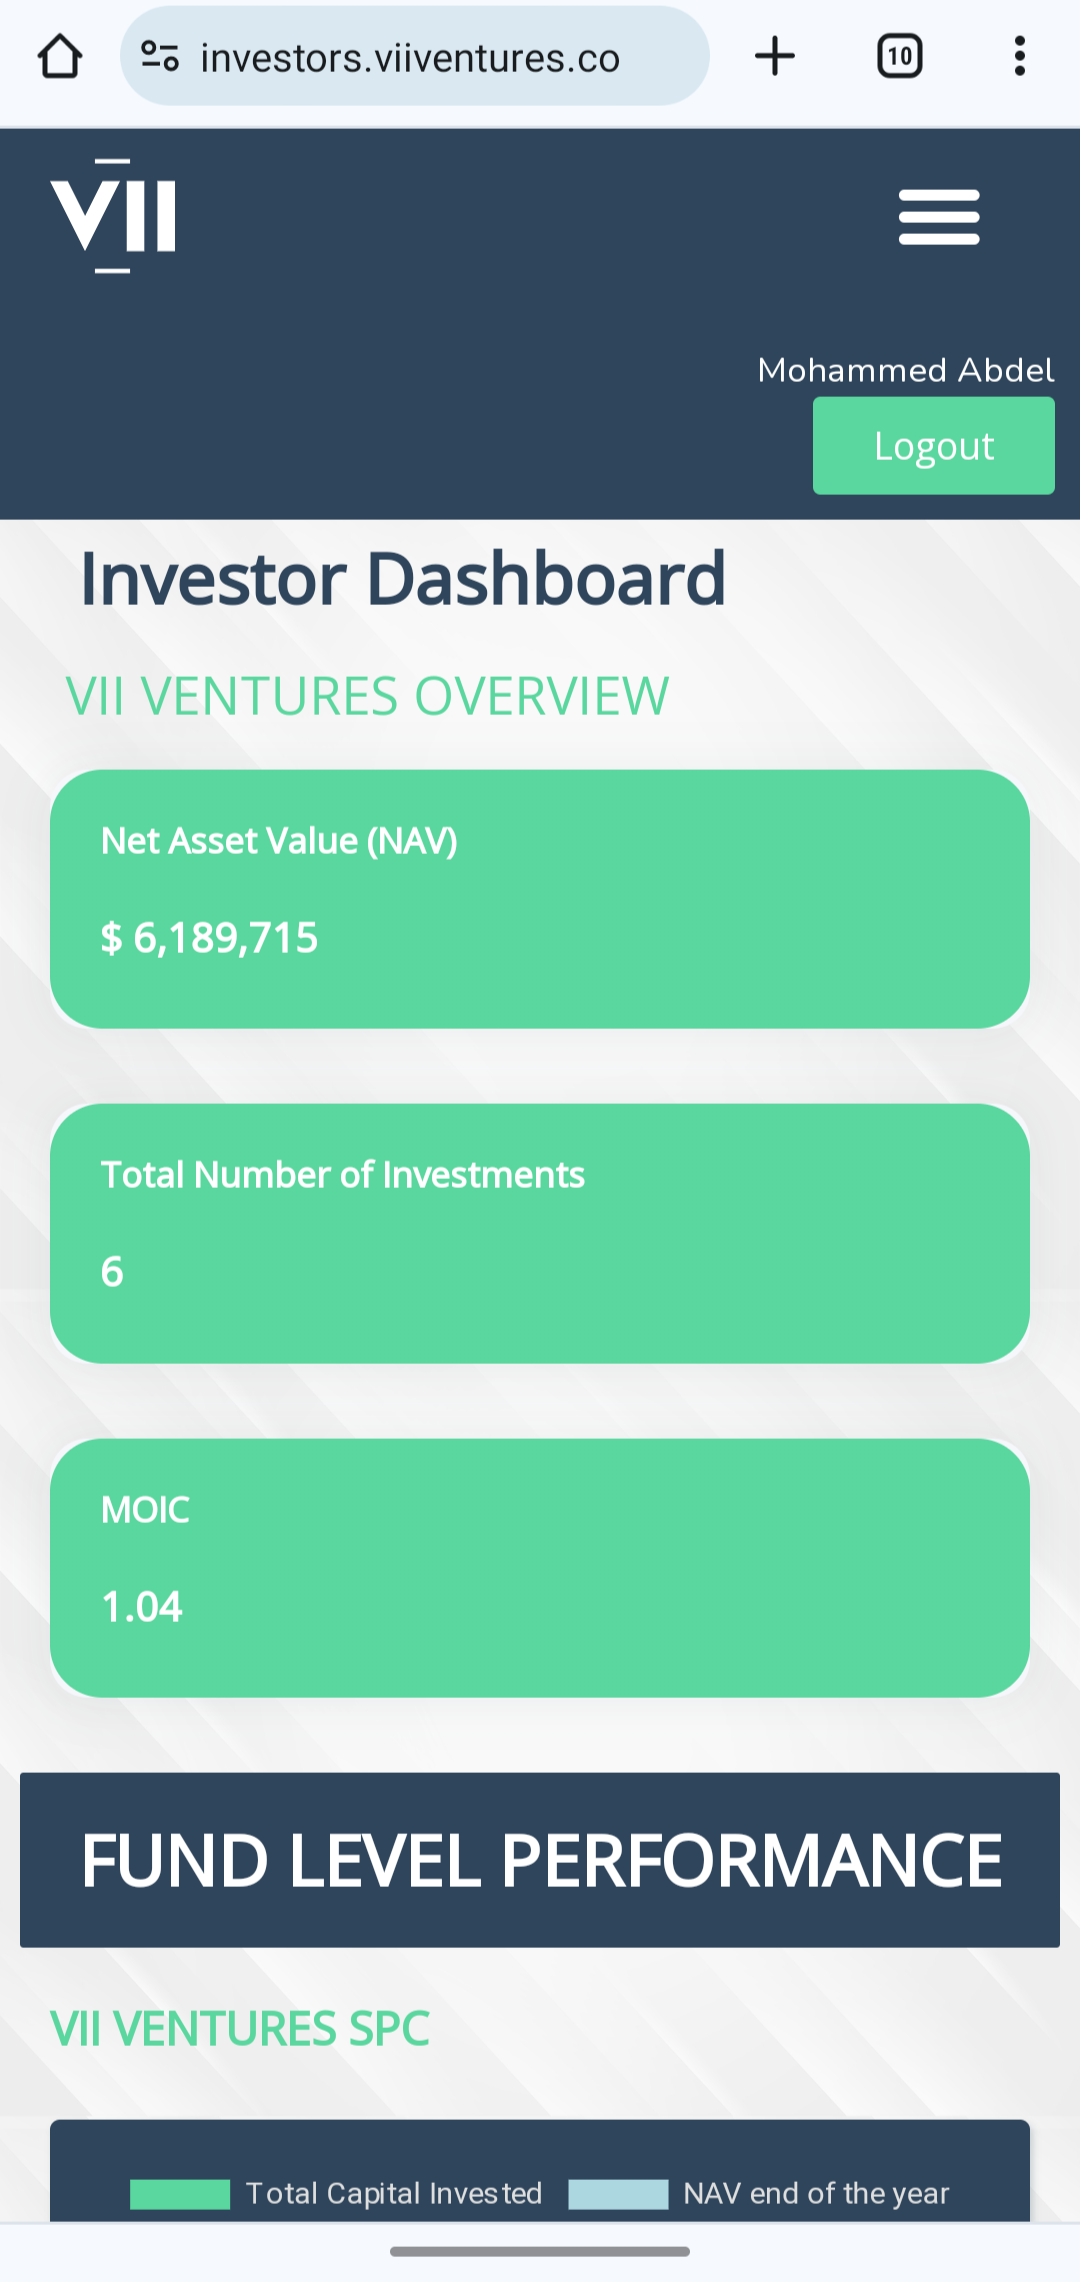 investors.viiventures.co
10
VII
Mohammed Abdel
Logout
Investor Dashboard
VII VENTURES OVERVIEW
Net Asset Value (NAV)
$ 6,189,715
Total Number of Investments
6
MOIC
1.04
FUND LEVEL PERFORMANCE
VII VENTURES SPC
Total Capital Invested NAV end of the year